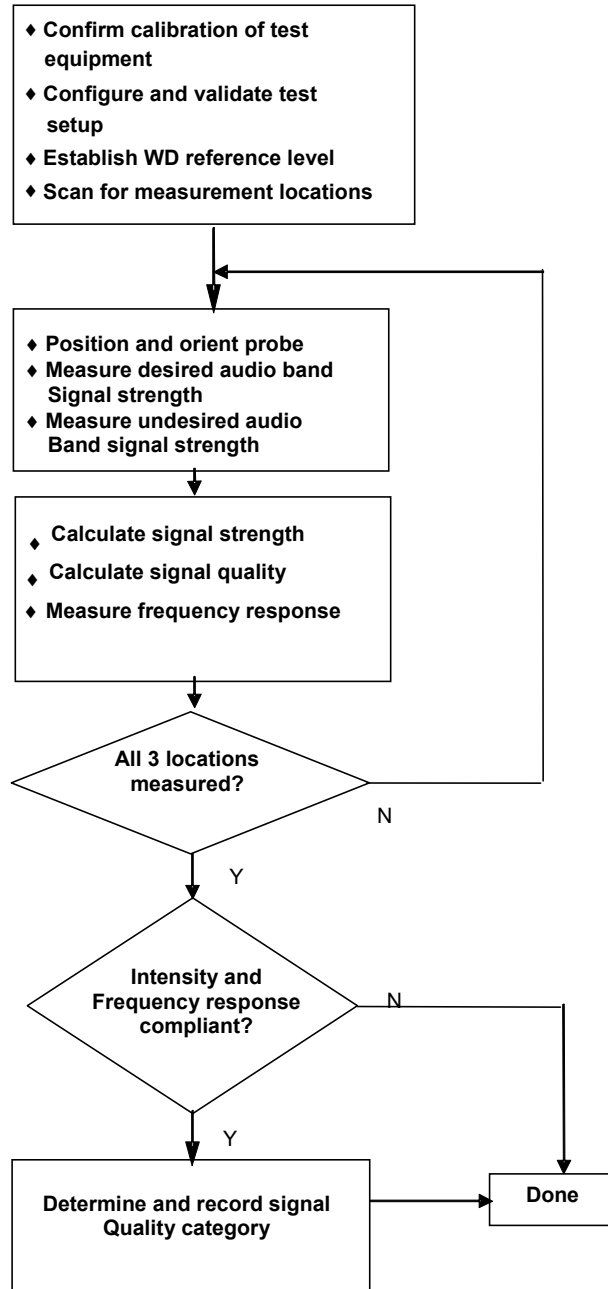 ♦ Confirm calibration of test
equipment
♦ Configure and validate test
setup
♦ Establish WD reference level
♦ Scan for measurement locations
♦ Position and orient probe
♦ Measure desired audio band
Signal strength
♦ Measure undesired audio
Band signal strength
♦ Calculate signal strength
♦ Calculate signal quality
♦ Measure frequency response
All 3 locations
measured?
N
Y
Intensity and
Frequency response
compliant?
N
Y
Determine and record signal
Quality category
Done